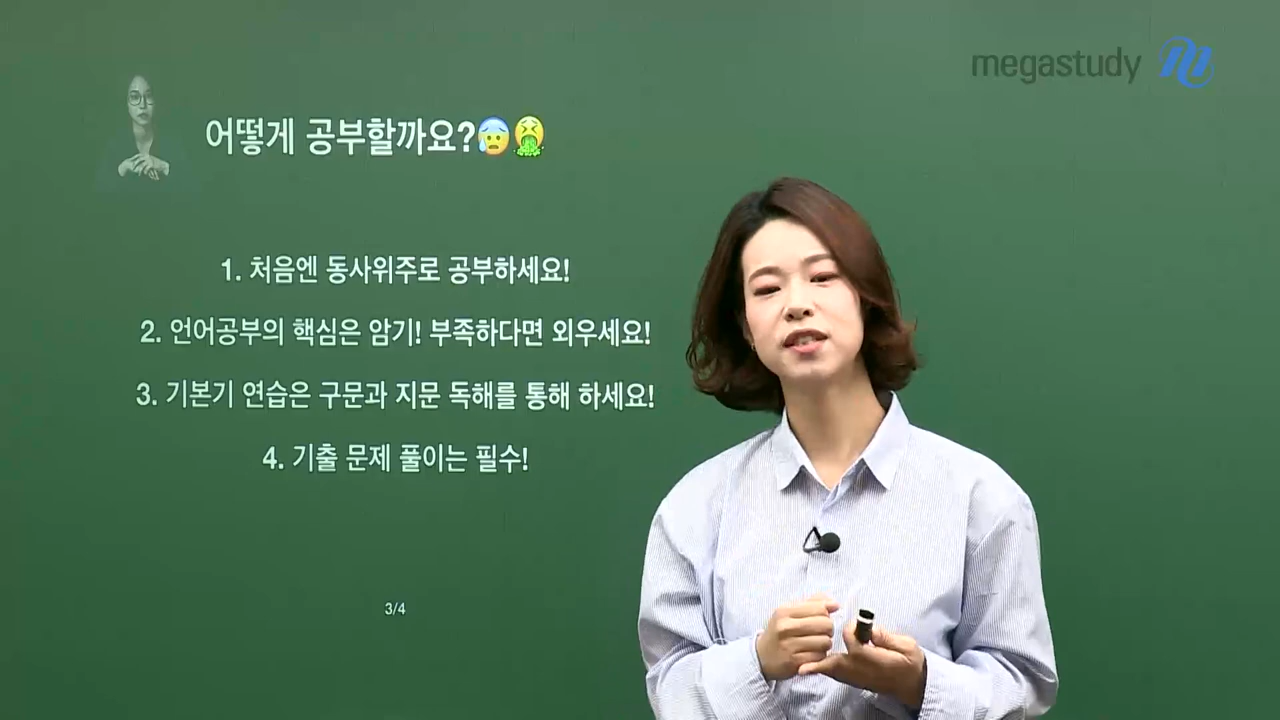 megastudy
어떻게 공부할까요?😰🤮
1. 처음엔 동사위주로 공부하세요!
2. 언어공부의 핵심은 암기! 부족하다면 외우세요!
3. 기본기 연습은 구문과 지문 독해를 통해 하세요!
4. 기출 문제 풀이는 필수!
3/4